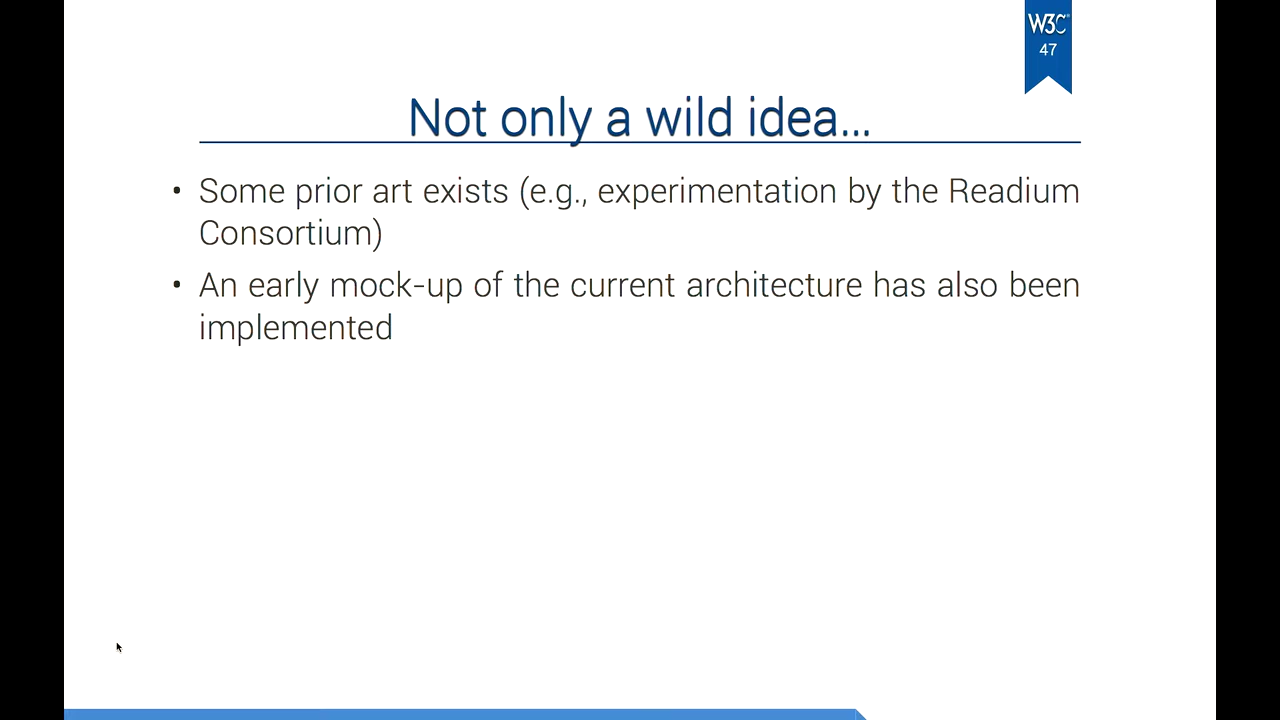 W3C
47
Not only a wild idea...
• Some prior art exists (e.g., experimentation by the Readium
Consortium)
• An early mock-up of the current architecture has also been
implemented